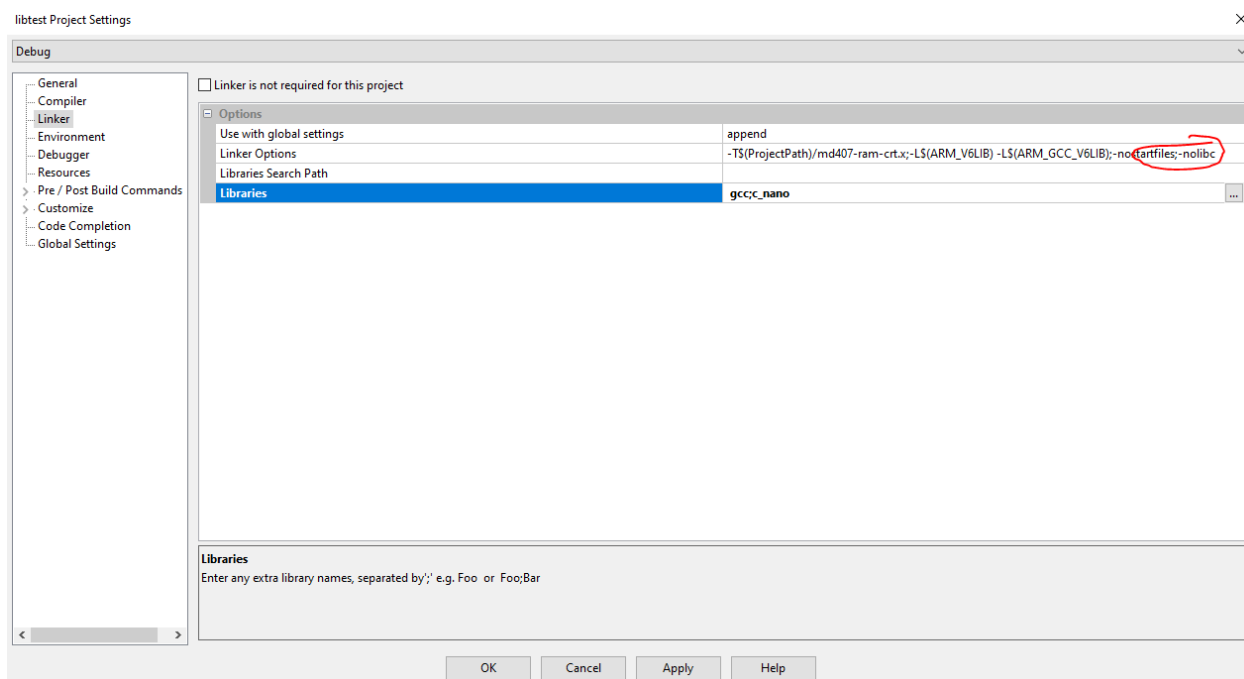 libtest Project Settings
Debug
General
Compiler
Linker
Environment
Debugger
Resources
Pre / Post Build Commands
Customize
Code Completion
Global Settings
Linker is not required for this project
Options
Use with global settings append
Linker Options -T$(ProjectPath)/md407-ram-crt.x;-L$(ARM_V6LIB) -L$(ARM_GCC_V6LIB);-nostartfiles;-nolibc
Libraries Search Path
Libraries gcc;c_nano ...
Libraries
Enter any extra library names, separated by';' e.g. Foo or Foo;Bar
OK Cancel Apply Help